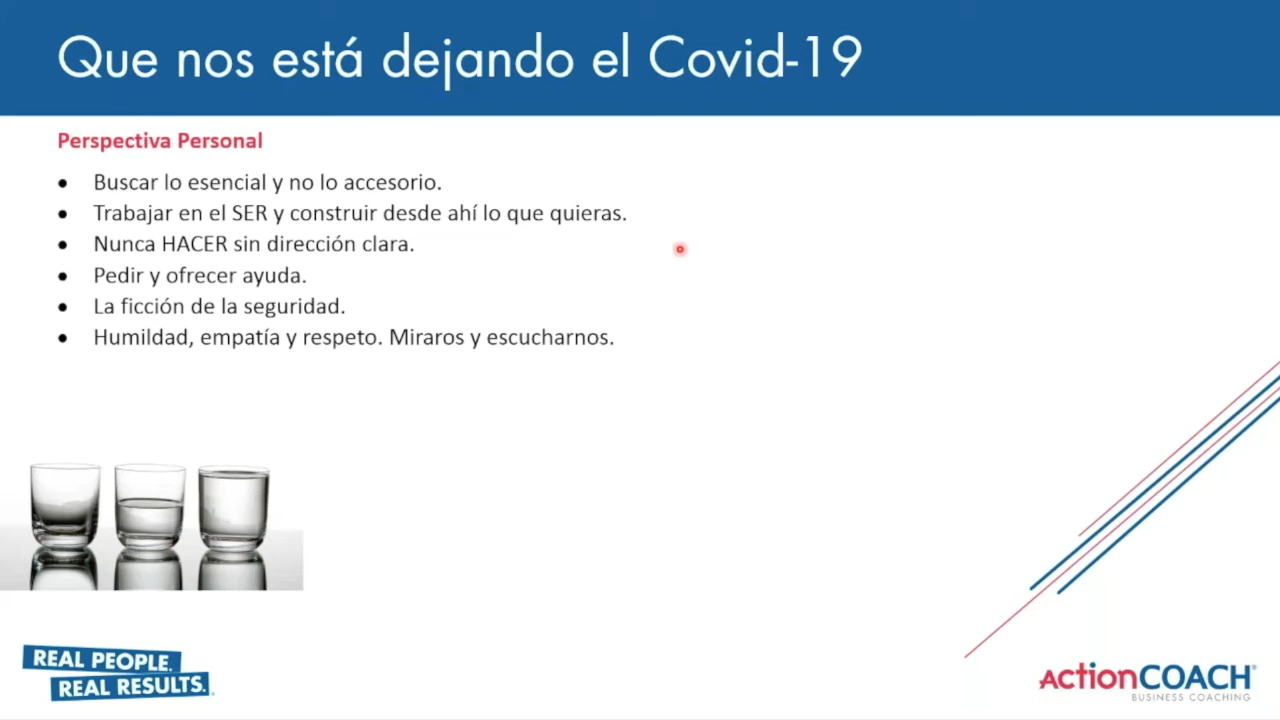 Que nos está dejando el Covid-19
Perspectiva Personal
• Buscar lo esencial y no lo accesorio.
• Trabajar en el SER y construir desde ahí lo que quieras.
• Nunca HACER sin dirección clara.
• Pedir y ofrecer ayuda.
• La ficción de la seguridad.
• Humildad, empatía y respeto. Miraros y escucharnos.
REAL PEOPLE.
REAL RESULTS.
ActionCOACH
BUSINESS COACHING